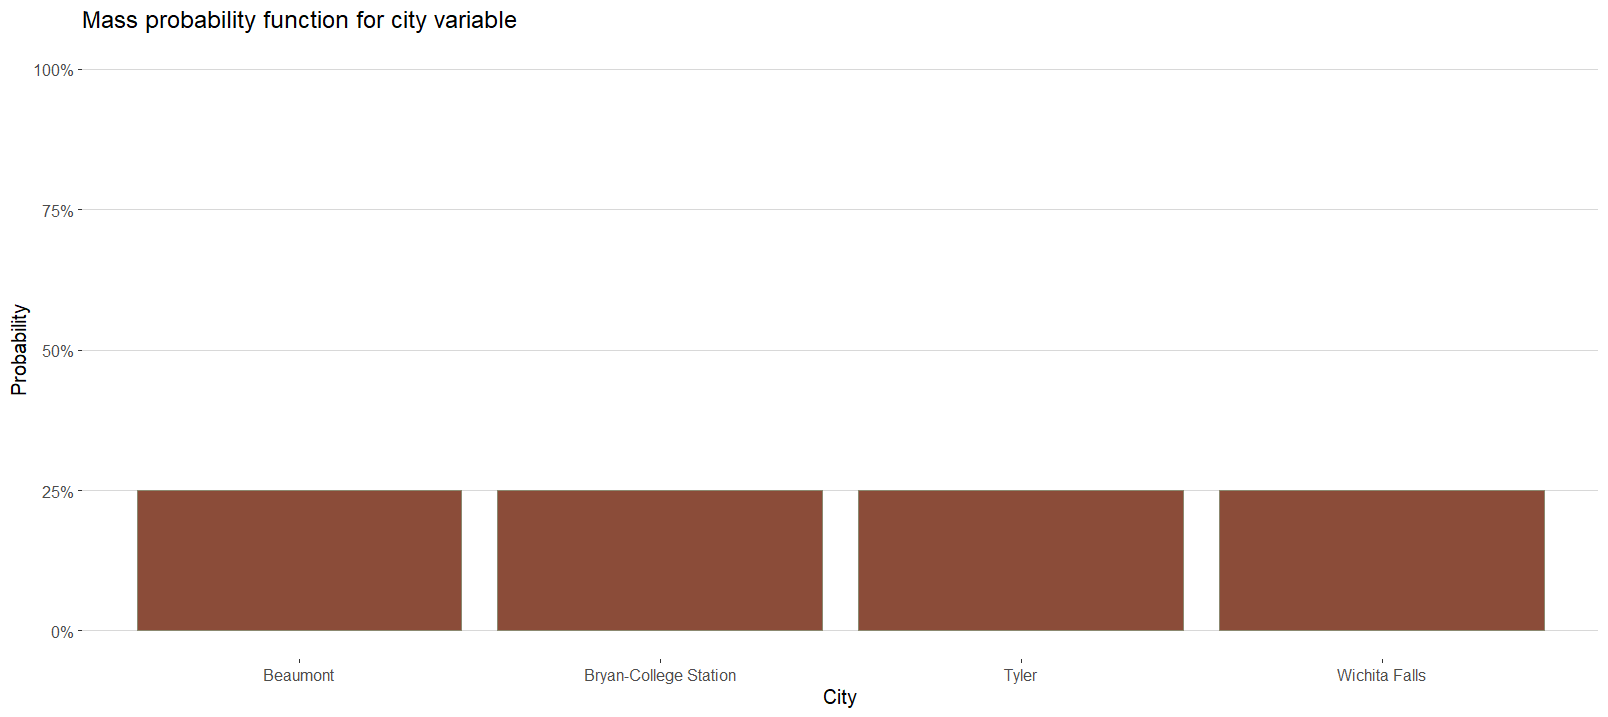 Mass probability function for city variable
100%
75%
50%
25%
0%
Probability
Beaumont
Bryan-College Station
Tyler
Wichita Falls
City